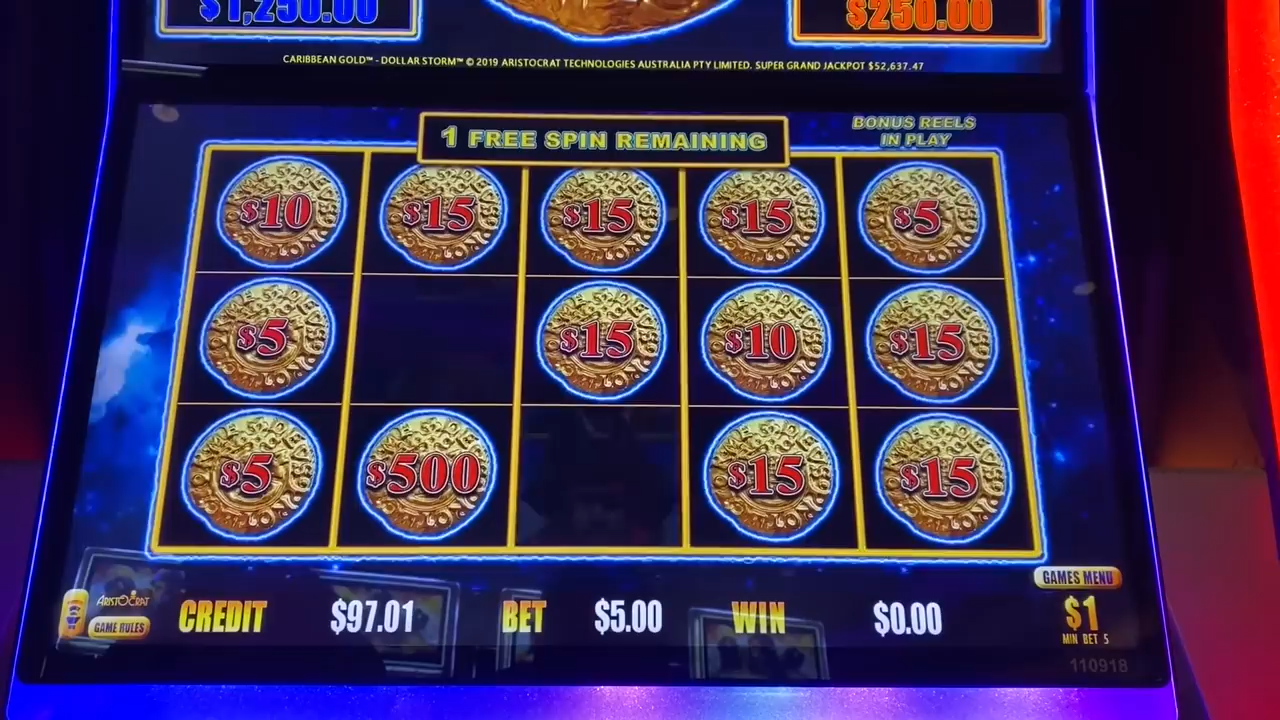 $1,250.00
$250.00
CARIBBEAN GOLD™ - DOLLAR STORM™ © 2019 ARISTOCRAT TECHNOLOGIES AUSTRALIA PTY LIMITED. SUPER GRAND JACKPOT $52,637.47
1 FREE SPIN REMAINING
BONUS REELS
IN PLAY
$10 $15 $15 $15 $5
$5 $15 $10 $15
$5 $500 $15 $15
GAMES MENU
ARISTOCRAT
GAME RULES
CREDIT $97.01 BET $5.00 WIN $0.00
$1
MIN BET 5
110918